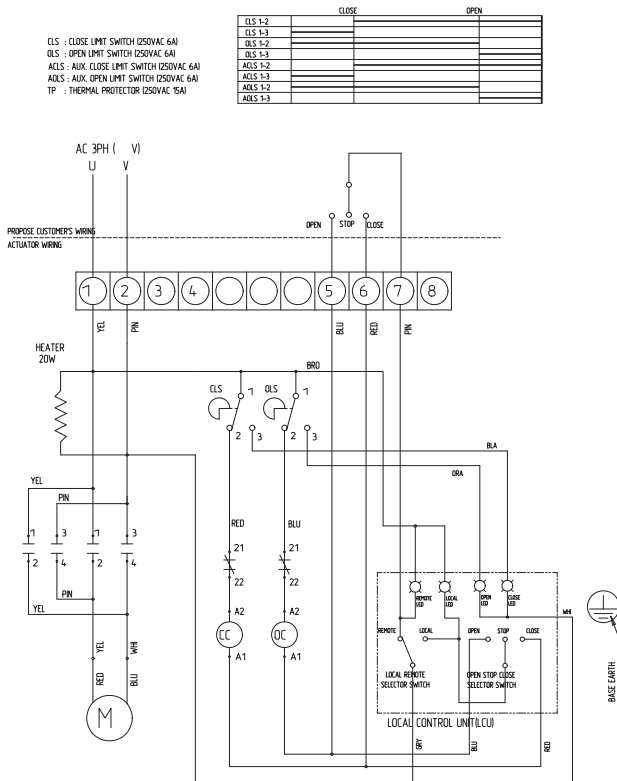 CLOSE OPEN
CLS 1-2
CLS 1-3
OLS 1-2
OLS 1-3
ACLS 1-2
ACLS 1-3
AOLS 1-2
AOLS 1-3
CLS : CLOSE LIMIT SWITCH (250VAC 6A)
OLS : OPEN LIMIT SWITCH (250VAC 6A)
ACLS : AUX. CLOSE LIMIT SWITCH (250VAC 6A)
AOLS : AUX. OPEN LIMIT SWITCH (250VAC 6A)
TP : THERMAL PROTECTOR (250VAC 15A)
AC 3PH ( V)
U V
PROPOSE CUSTOMER'S WIRING
ACTUATOR WIRING
OPEN STOP CLOSE
1 2 3 4 5 6 7 8
YEL PIN BLU RED PIN
HEATER
20W
BRO
CLS 1 OLS 1
2 3 2 3
BLA
ORA
YEL
PIN
1 3 1 3
2 4 2 4
PIN
YEL
RED BLU
21 21
22 22
A2 A2
CC OC
A1 A1
YEL WHI
RED BLU
M
REMOTE
LED
LOCAL
LED
OPEN
LED
CLOSE
LED
WHI
REMOTE LOCAL OPEN STOP CLOSE
LOCAL REMOTE
SELECTOR SWITCH
OPEN STOP CLOSE
SELECTOR SWITCH
LOCAL CONTROL UNIT(LCU)
GRY BLU RED
BASE EARTH